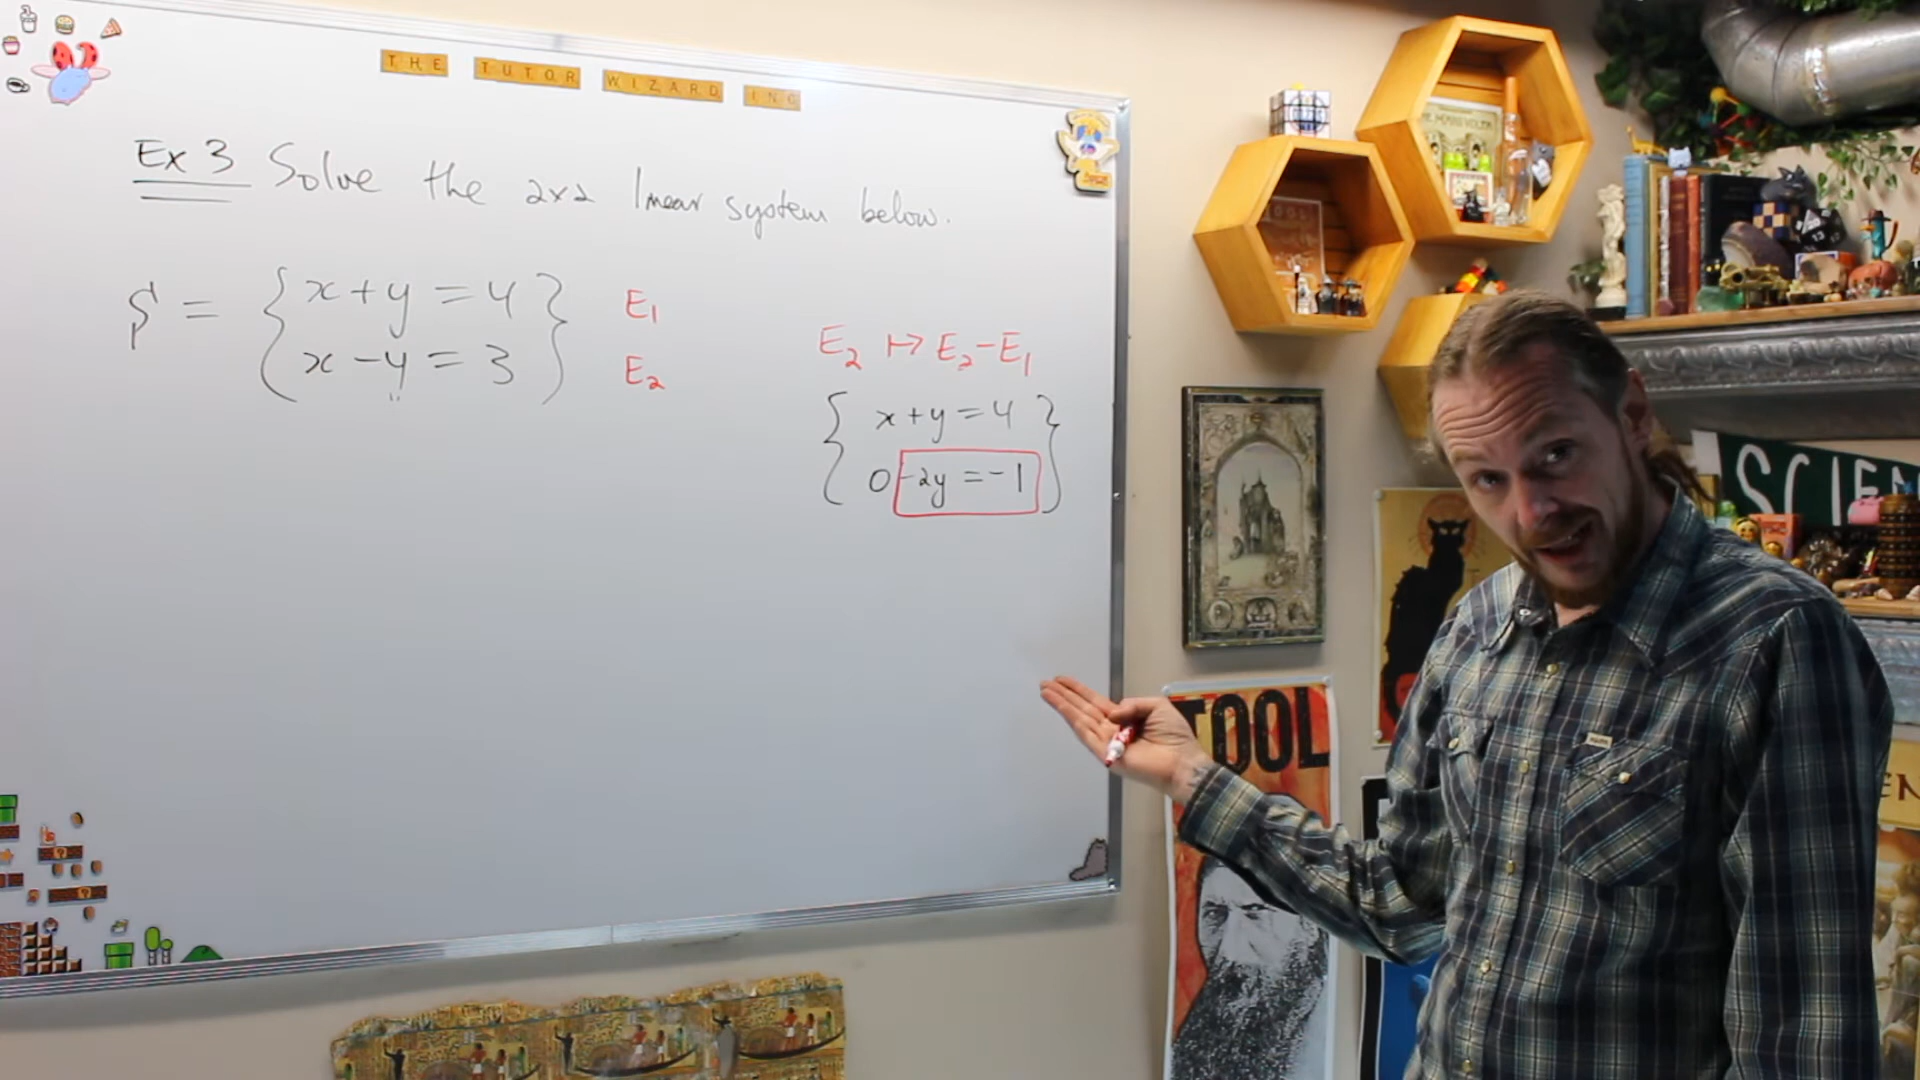 THE TUTOR WIZARD INC
Ex 3 Solve the 2x2 linear system below.
S = { x + y = 4 } E₁
{ x - y = 3 } E₂
E₂ ↦ E₂ - E₁
{ x + y = 4 }
{ 0 - 2y = -1 }
TOOL
SCIEN